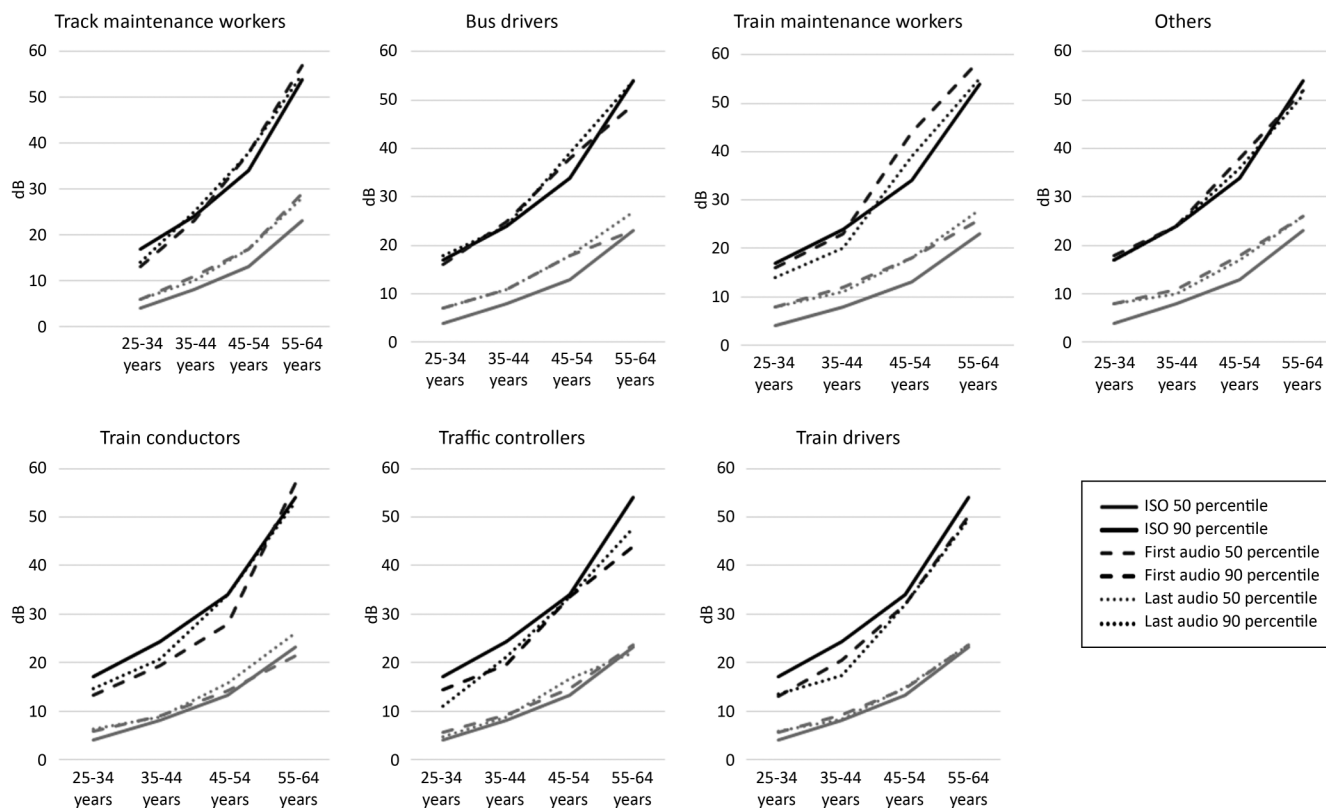 Track maintenance workers
60
50
40
30
20
10
0
dB
25-34 years
35-44 years
45-54 years
55-64 years
Bus drivers
60
50
40
30
20
10
0
dB
25-34 years
35-44 years
45-54 years
55-64 years
Train maintenance workers
60
50
40
30
20
10
0
dB
25-34 years
35-44 years
45-54 years
55-64 years
Others
60
50
40
30
20
10
0
dB
25-34 years
35-44 years
45-54 years
55-64 years
Train conductors
60
50
40
30
20
10
0
dB
25-34 years
35-44 years
45-54 years
55-64 years
Traffic controllers
60
50
40
30
20
10
0
dB
25-34 years
35-44 years
45-54 years
55-64 years
Train drivers
60
50
40
30
20
10
0
dB
25-34 years
35-44 years
45-54 years
55-64 years
ISO 50 percentile
ISO 90 percentile
First audio 50 percentile
First audio 90 percentile
Last audio 50 percentile
Last audio 90 percentile